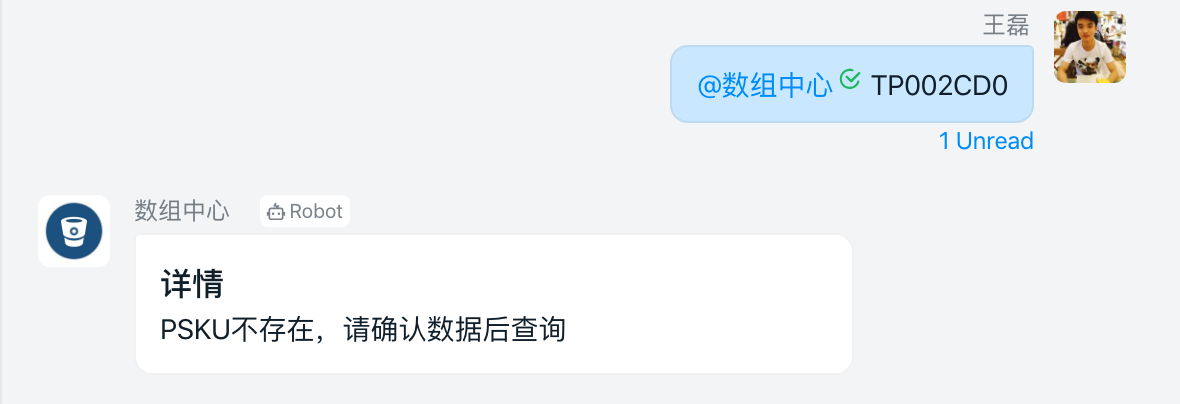 王磊
@数组中心 TP002CD0
1 Unread
数组中心 Robot
详情
PSKU不存在，请确认数据后查询